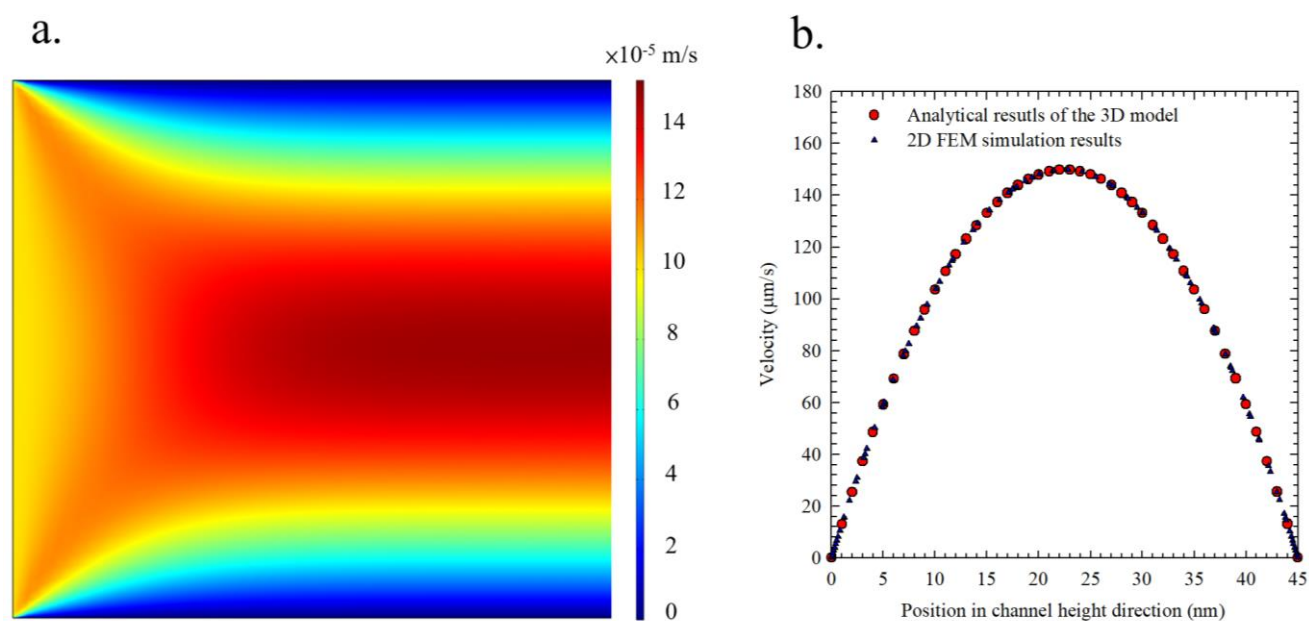 a.
×10-5 m/s
14
12
10
8
6
4
2
0
b.
180
160
140
120
100
80
60
40
20
0
Velocity (μm/s)
Analytical resutls of the 3D model
2D FEM simulation results
0 5 10 15 20 25 30 35 40 45
Position in channel height direction (nm)